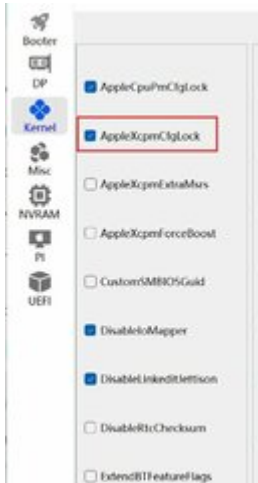 Booter
DP
Kernel
Misc
NVRAM
PI
UEFI
AppleCpuPmCfgLock
AppleXcpmCfgLock
AppleXcpmExtraMsrs
AppleXcpmForceBoost
CustomSMBIOSGuid
DisableIoMapper
DisableLinkeditJettison
DisableRtcChecksum
ExtendBTFeatureFlags